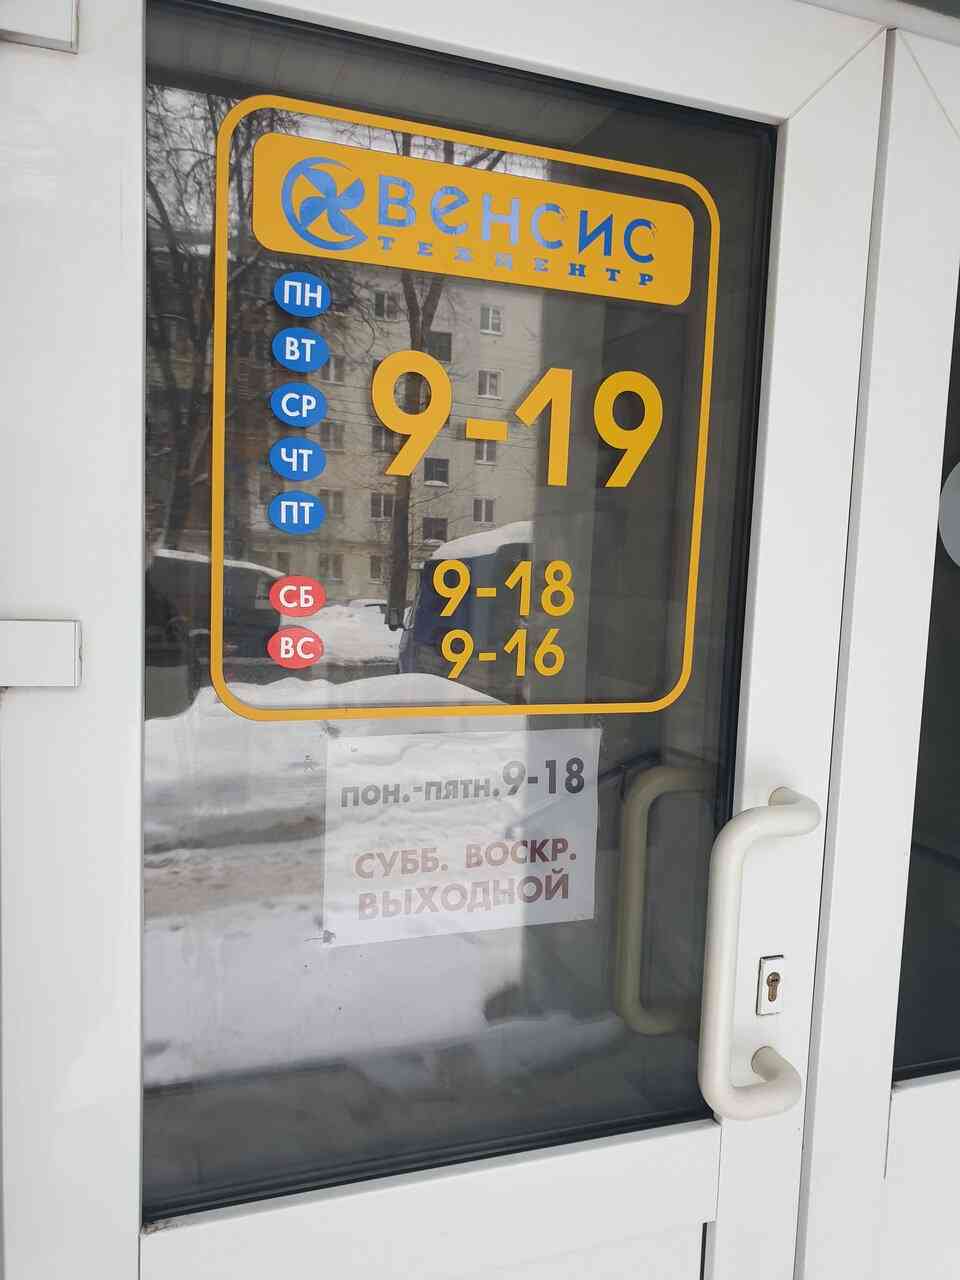 Венсис
ТЕХЦЕНТР
ПН
ВТ
СР
ЧТ
ПТ
9-19
СБ 9-18
ВС 9-16
ПОН.-ПЯТН. 9-18
СУББ. ВОСКР.
ВЫХОДНОЙ